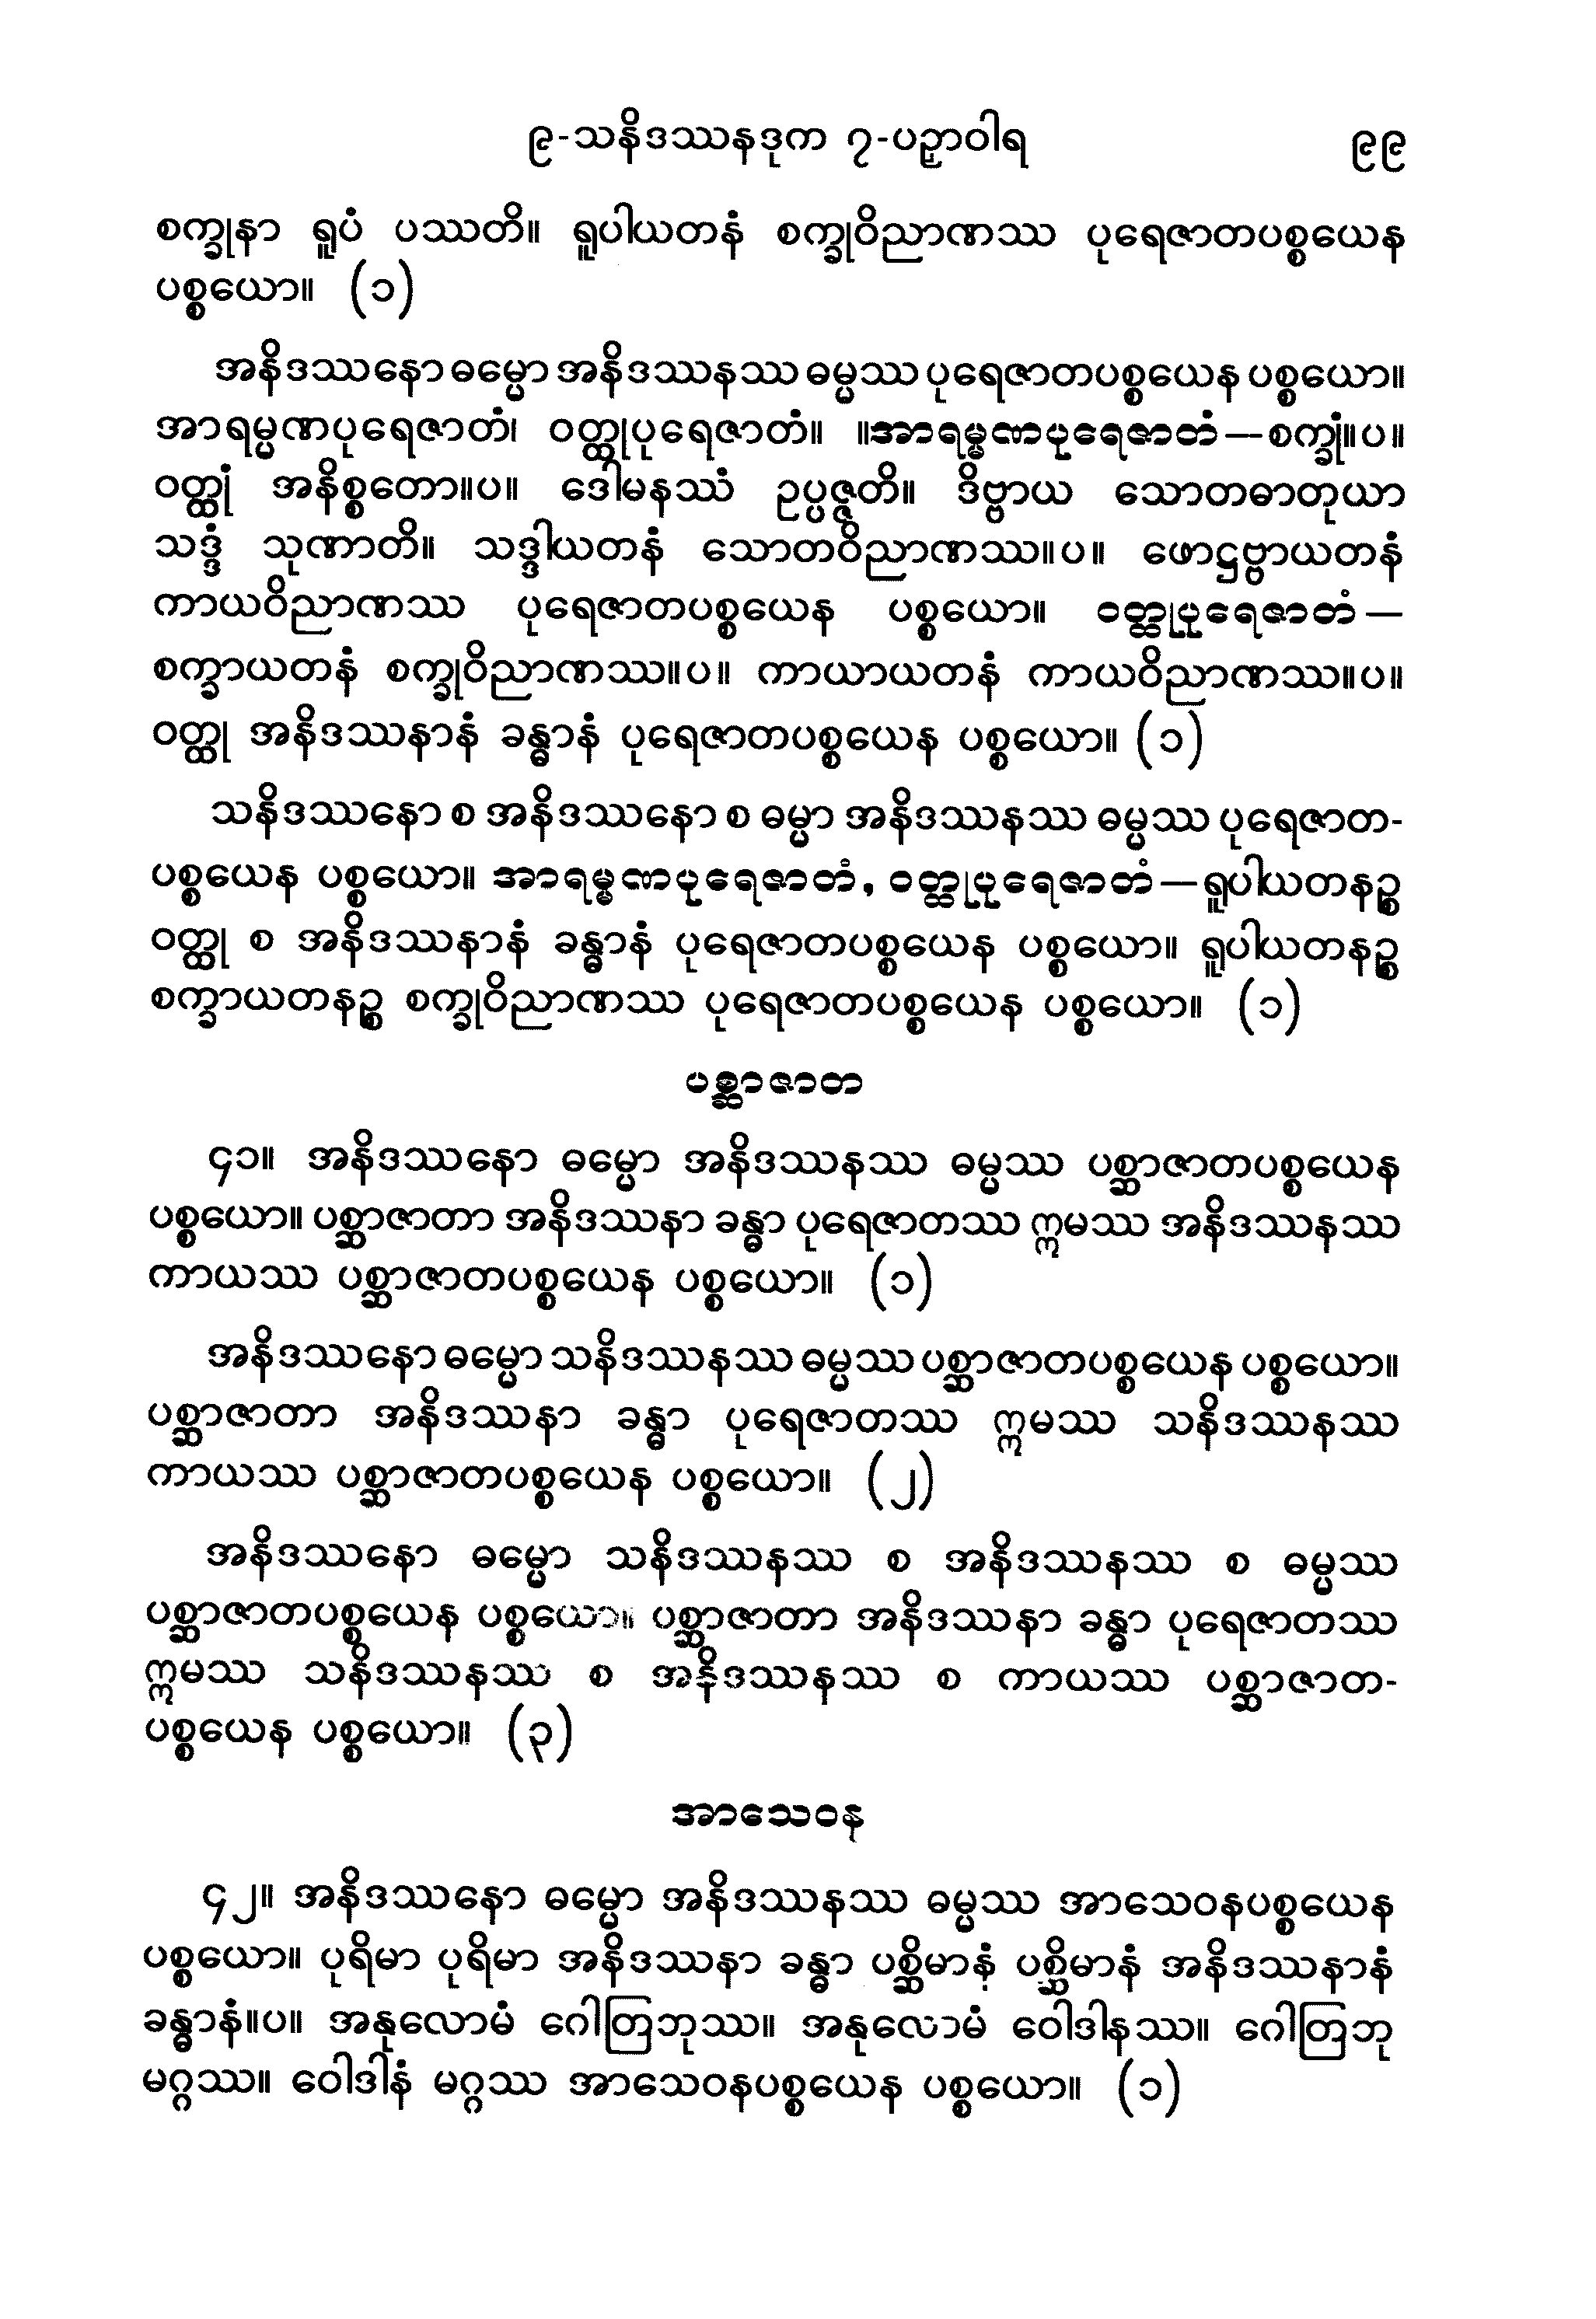 ၉-သနိဒဿနဒုက ၇-ပဉှာဝါရ ၉၉
စက္ခုနာ ရူပံ ပဿတိ။ ရူပါယတနံ စက္ခုဝိညာဏဿ ပုရေဇာတပစ္စယေန
ပစ္စယော။ (၁)
အနိဒဿနော ဓမ္မော အနိဒဿနဿ ဓမ္မဿ ပုရေဇာတပစ္စယေန ပစ္စယော။
အာရမ္မဏပုရေဇာတံ၊ ဝတ္ထုပုရေဇာတံ။ ။အာရမ္မဏပုရေဇာတံ—စက္ခုံ။ပ။
ဝတ္ထုံ အနိစ္စတော။ပ။ ဒေါမနဿံ ဥပ္ပဇ္ဇတိ။ ဒိဗ္ဗာယ သောတဓာတုယာ
သဒ္ဒံ သုဏာတိ။ သဒ္ဒါယတနံ သောတဝိညာဏဿ။ပ။ ဖောဋ္ဌဗ္ဗာယတနံ
ကာယဝိညာဏဿ ပုရေဇာတပစ္စယေန ပစ္စယော။ ဝတ္ထုပုရေဇာတံ—
စက္ခာယတနံ စက္ခုဝိညာဏဿ။ပ။ ကာယာယတနံ ကာယဝိညာဏဿ။ပ။
ဝတ္ထု အနိဒဿနာနံ ခန္ဓာနံ ပုရေဇာတပစ္စယေန ပစ္စယော။ (၁)
သနိဒဿနော စ အနိဒဿနော စ ဓမ္မာ အနိဒဿနဿ ဓမ္မဿ ပုရေဇာတ-
ပစ္စယေန ပစ္စယော။ အာရမ္မဏပုရေဇာတံ, ဝတ္ထုပုရေဇာတံ—ရူပါယတနဉ္စ
ဝတ္ထု စ အနိဒဿနာနံ ခန္ဓာနံ ပုရေဇာတပစ္စယေန ပစ္စယော။ ရူပါယတနဉ္စ
စက္ခာယတနဉ္စ စက္ခုဝိညာဏဿ ပုရေဇာတပစ္စယေန ပစ္စယော။ (၁)
ပစ္ဆာဇာတ
၄၁။ အနိဒဿနော ဓမ္မော အနိဒဿနဿ ဓမ္မဿ ပစ္ဆာဇာတပစ္စယေန
ပစ္စယော။ ပစ္ဆာဇာတာ အနိဒဿနာ ခန္ဓာ ပုရေဇာတဿ ဣမဿ အနိဒဿနဿ
ကာယဿ ပစ္ဆာဇာတပစ္စယေန ပစ္စယော။ (၁)
အနိဒဿနော ဓမ္မော သနိဒဿနဿ ဓမ္မဿ ပစ္ဆာဇာတပစ္စယေန ပစ္စယော။
ပစ္ဆာဇာတာ အနိဒဿနာ ခန္ဓာ ပုရေဇာတဿ ဣမဿ သနိဒဿနဿ
ကာယဿ ပစ္ဆာဇာတပစ္စယေန ပစ္စယော။ (၂)
အနိဒဿနော ဓမ္မော သနိဒဿနဿ စ အနိဒဿနဿ စ ဓမ္မဿ
ပစ္ဆာဇာတပစ္စယေန ပစ္စယော။ ပစ္ဆာဇာတာ အနိဒဿနာ ခန္ဓာ ပုရေဇာတဿ
ဣမဿ သနိဒဿနဿ စ အနိဒဿနဿ စ ကာယဿ ပစ္ဆာဇာတ-
ပစ္စယေန ပစ္စယော။ (၃)
အာသေဝန
၄၂။ အနိဒဿနော ဓမ္မော အနိဒဿနဿ ဓမ္မဿ အာသေဝနပစ္စယေန
ပစ္စယော။ ပုရိမာ ပုရိမာ အနိဒဿနာ ခန္ဓာ ပစ္ဆိမာနံ ပစ္ဆိမာနံ အနိဒဿနာနံ
ခန္ဓာနံ။ပ။ အနုလောမံ ဂေါတြဘုဿ။ အနုလောမံ ဝေါဒါနဿ။ ဂေါတြဘု
မဂ္ဂဿ။ ဝေါဒါနံ မဂ္ဂဿ အာသေဝနပစ္စယေန ပစ္စယော။ (၁)